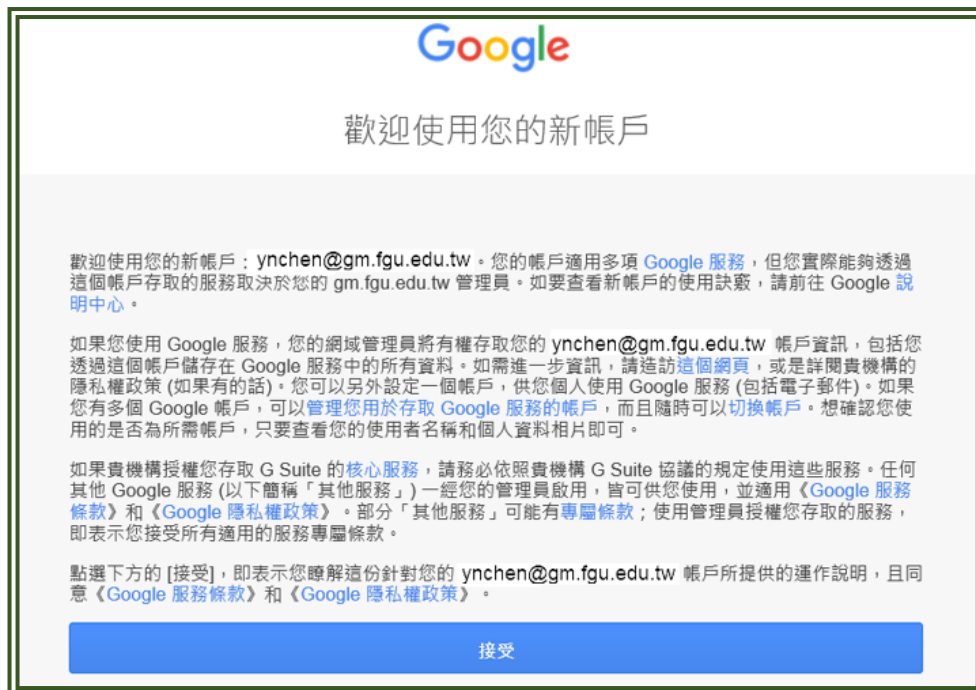 Google
歡迎使用您的新帳戶
歡迎使用您的新帳戶：ynchen@gm.fgu.edu.tw。您的帳戶適用多項 Google 服務，但您實際能夠透過
這個帳戶存取的服務取決於您的 gm.fgu.edu.tw 管理員。如要查看新帳戶的使用訣竅，請前往 Google 說
明中心。
如果您使用 Google 服務，您的網域管理員將有權存取您的 ynchen@gm.fgu.edu.tw 帳戶資訊，包括您
透過這個帳戶儲存在 Google 服務中的所有資料。如需進一步資訊，請造訪這個網頁，或是詳閱貴機構的
隱私權政策 (如果有的話)。您可以另外設定一個帳戶，供您個人使用 Google 服務 (包括電子郵件)。如果
您有多個 Google 帳戶，可以管理您用於存取 Google 服務的帳戶，而且隨時可以切換帳戶。想確認您使
用的是否為所需帳戶，只要查看您的使用者名稱和個人資料相片即可。
如果貴機構授權您存取 G Suite 的核心服務，請務必依照貴機構 G Suite 協議的規定使用這些服務。任何
其他 Google 服務 (以下簡稱「其他服務」) 一經您的管理員啟用，皆可供您使用，並適用《Google 服務
條款》和《Google 隱私權政策》。部分「其他服務」可能有專屬條款；使用管理員授權您存取的服務，
即表示您接受所有適用的服務專屬條款。
點選下方的 [接受]，即表示您瞭解這份針對您的 ynchen@gm.fgu.edu.tw 帳戶所提供的運作說明，且同
意《Google 服務條款》和《Google 隱私權政策》。
接受